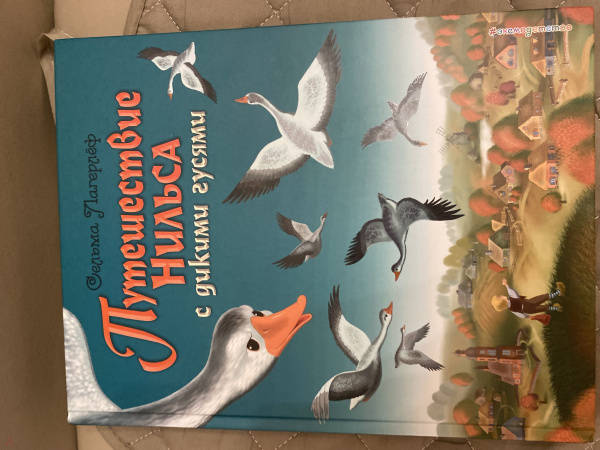 Сельма Лагерлёф
Путешествие
Нильса
с дикими гусями
#эксмодетство